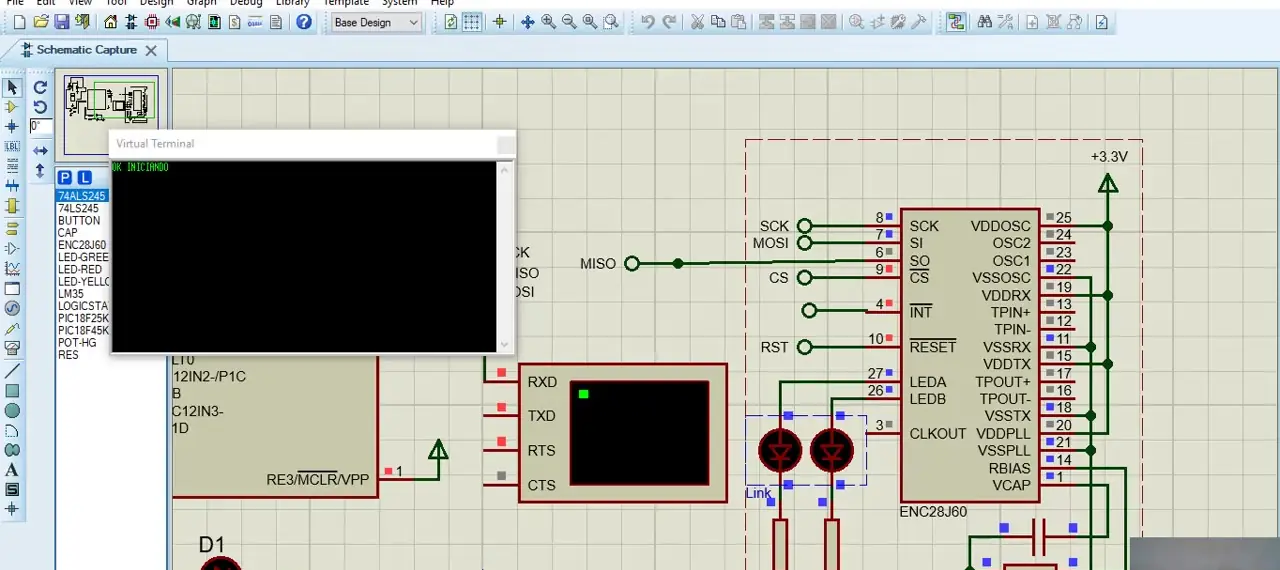 File Edit View Tool Design Graph Debug Library Template System Help
Base Design
Schematic Capture
0°
LBL
P L
74ALS245
74LS245
BUTTON
CAP
ENC28J60
LED-GREE
LED-RED
LED-YELLO
LM35
LOGICSTA
PIC18F25K
PIC18F45K
POT-HG
RES
Virtual Terminal
OK INICIANDO
CK
ISO
OSI
LT0
12IN2-/P1C
B
C12IN3-
1D
RE3/MCLR/VPP 1
D1
RXD
TXD
RTS
CTS
MISO
+3.3V
SCK 8 SCK VDDOSC 25
MOSI 7 SI OSC2 24
6 SO OSC1 23
CS 9 CS VSSOSC 22
VDDRX 19
4 INT TPIN+ 13
TPIN- 12
RST 10 RESET VSSRX 11
VDDTX 15
27 LEDA TPOUT+ 17
26 LEDB TPOUT- 16
VSSTX 18
3 CLKOUT VDDPLL 20
VSSPLL 21
RBIAS 14
VCAP 1
Link
ENC28J60